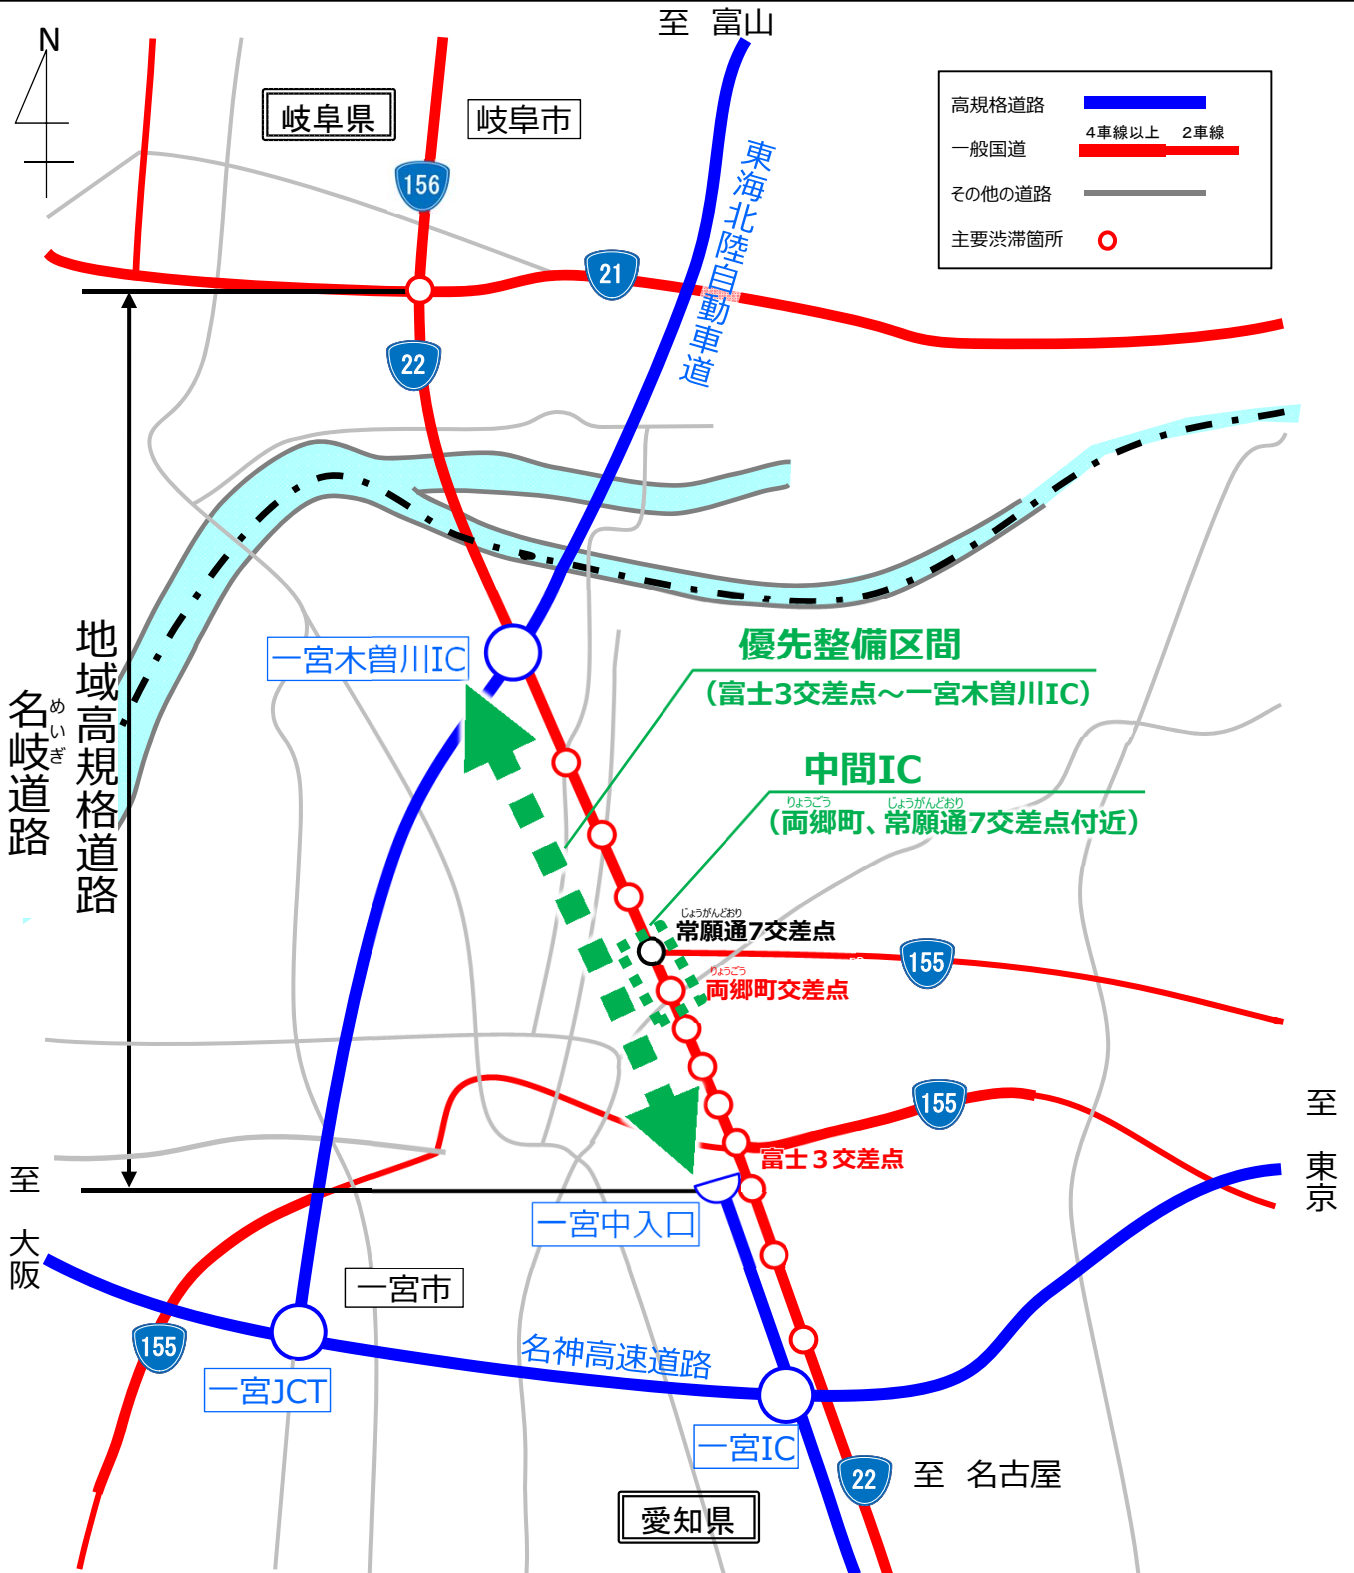 至 富山
N
岐阜県
岐阜市
高規格道路
4車線以上 2車線
一般国道
その他の道路
主要渋滞箇所
東海北陸自動車道
156
21
22
一宮木曽川IC
優先整備区間
(富士3交差点～一宮木曽川IC)
中間IC
りょうごう じょうがんどおり
(両郷町、常願通7交差点付近)
地域高規格道路
名岐道路
めいぎ
じょうがんどおり
常願通7交差点
155
りょうごう
両郷町交差点
155
富士3交差点
至 東京
至 大阪
一宮中入口
一宮市
155
名神高速道路
一宮JCT
一宮IC
22
至 名古屋
愛知県